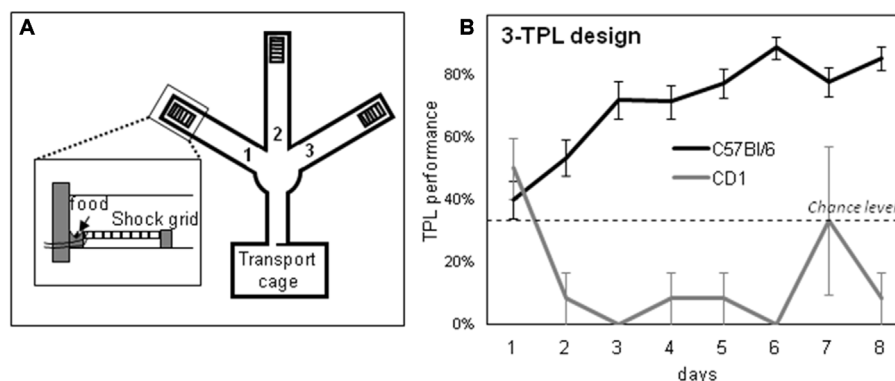 A
2
1
3
food
Shock grid
Transport
cage
B
3-TPL design
TPL performance
80%
60%
40%
20%
0%
C57Bl/6
CD1
Chance level
1 2 3 4 5 6 7 8
days